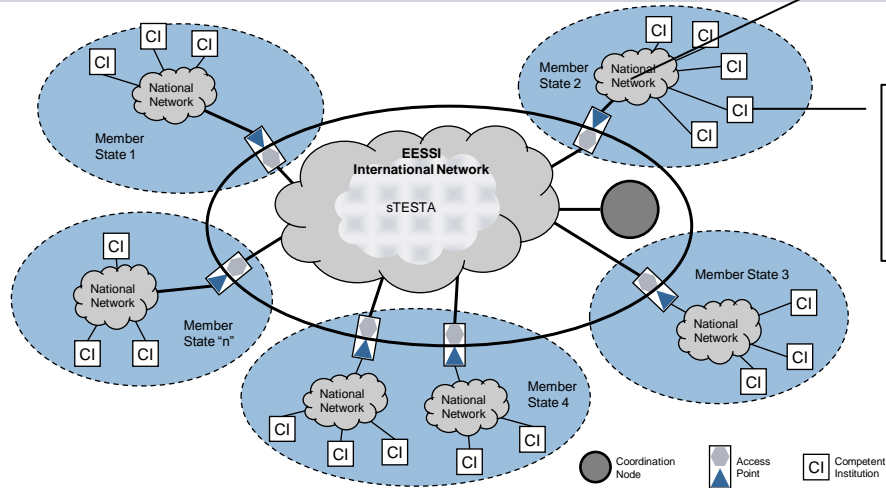 CI
CI
CI
National
Network
Member
State 1
Member
State 2
National
Network
CI
CI
CI
CI
CI
EESSI
International Network
sTESTA
CI
National
Network
CI
CI
Member
State "n"
Member State 3
National
Network
CI
CI
CI
National
Network
CI
CI
CI
National
Network
CI
CI
Member
State 4
Coordination
Node
Access
Point
CI
Competent
Institution